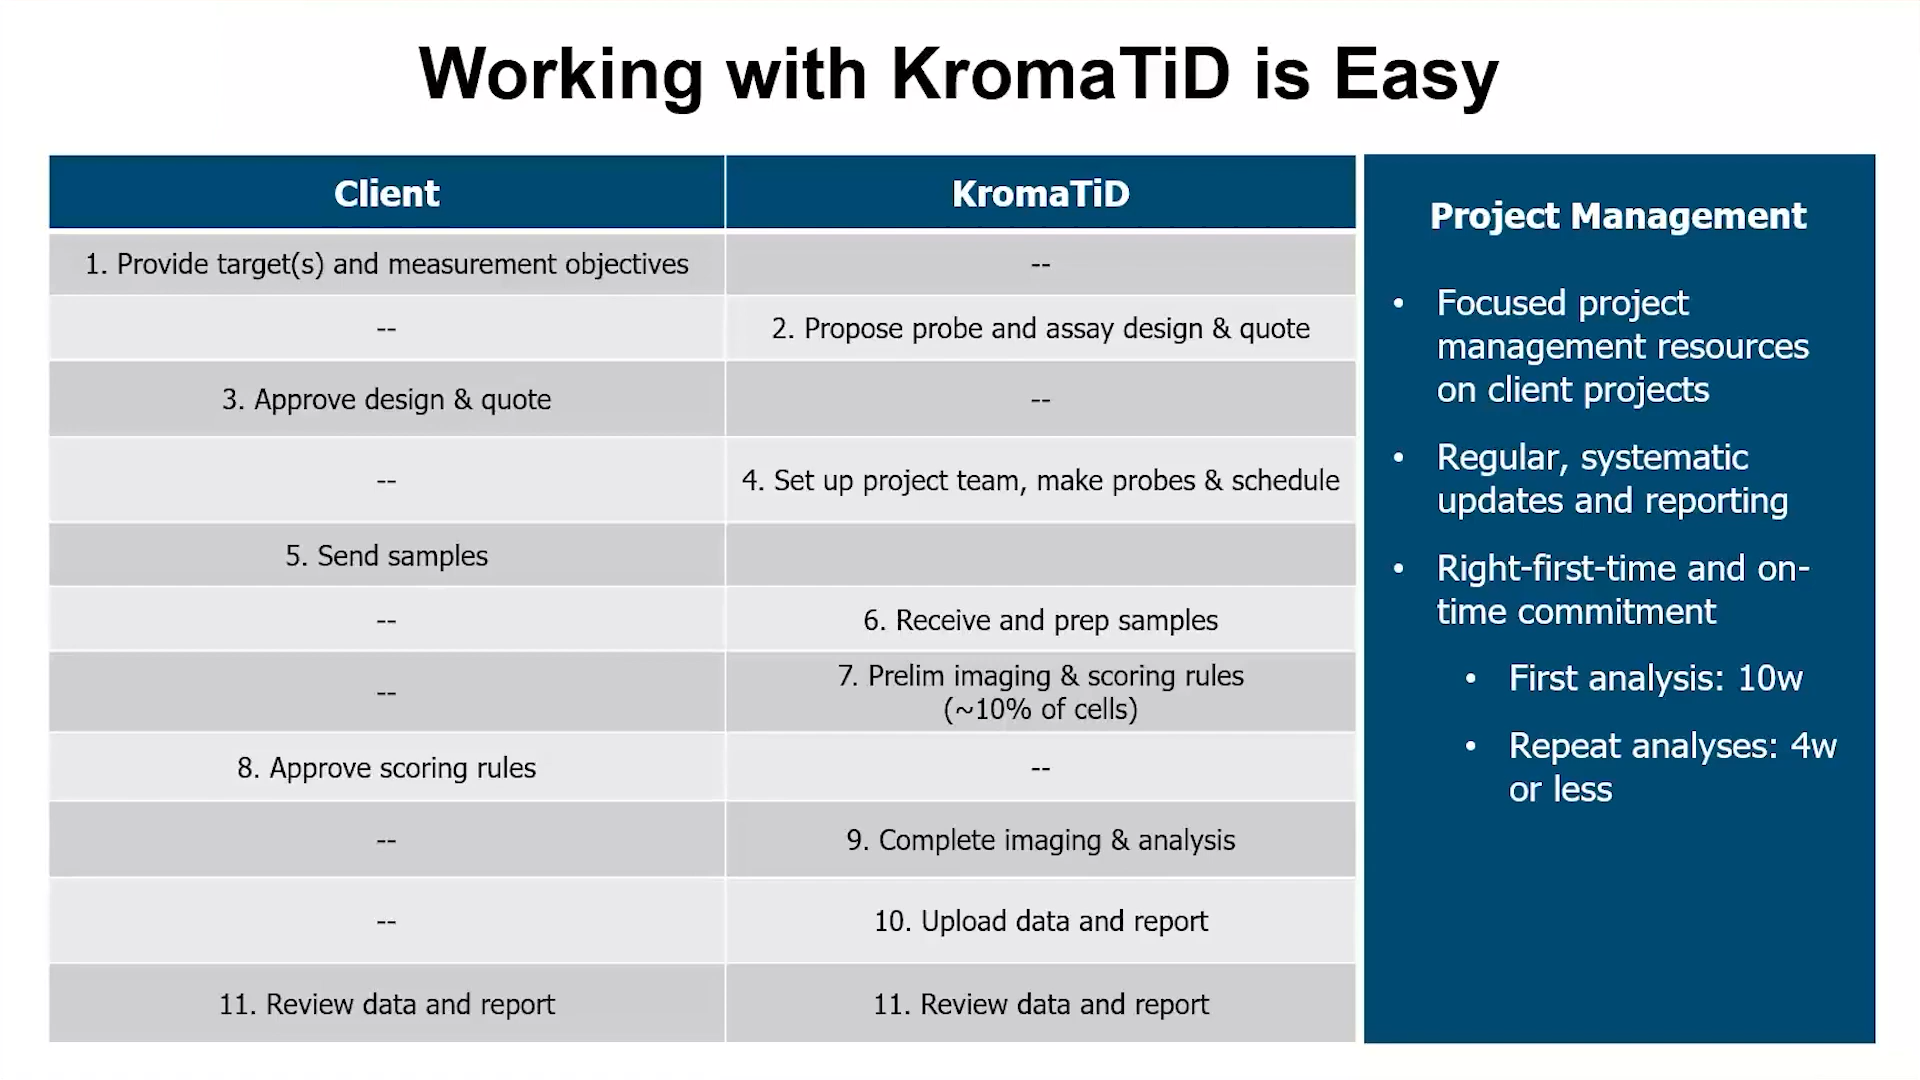 Working with KromaTiD is Easy
Client
KromaTiD
1. Provide target(s) and measurement objectives
--
--
2. Propose probe and assay design & quote
3. Approve design & quote
--
--
4. Set up project team, make probes & schedule
5. Send samples
--
6. Receive and prep samples
--
7. Prelim imaging & scoring rules
(~10% of cells)
8. Approve scoring rules
--
--
9. Complete imaging & analysis
--
10. Upload data and report
11. Review data and report
11. Review data and report
Project Management
• Focused project
management resources
on client projects
• Regular, systematic
updates and reporting
• Right-first-time and on-
time commitment
• First analysis: 10w
• Repeat analyses: 4w
or less